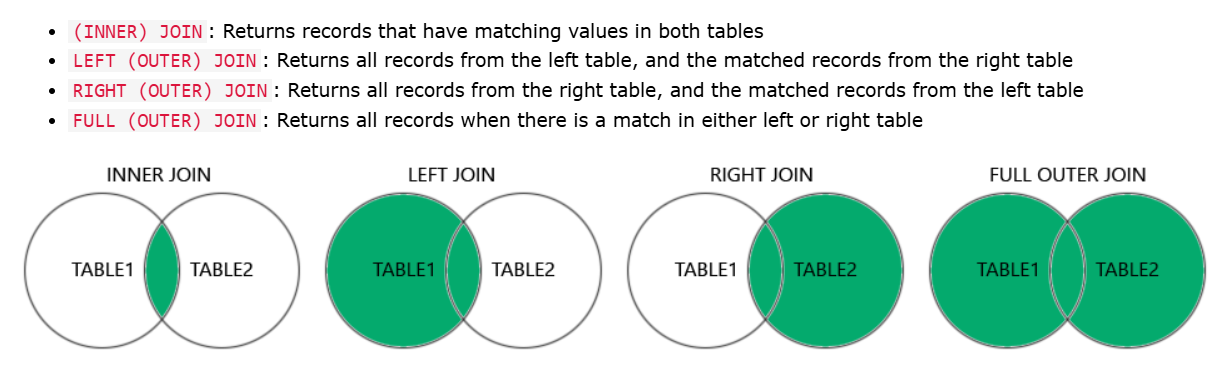 (INNER) JOIN: Returns records that have matching values in both tables
LEFT (OUTER) JOIN: Returns all records from the left table, and the matched records from the right table
RIGHT (OUTER) JOIN: Returns all records from the right table, and the matched records from the left table
FULL (OUTER) JOIN: Returns all records when there is a match in either left or right table
INNER JOIN
LEFT JOIN
RIGHT JOIN
FULL OUTER JOIN
TABLE1
TABLE2
TABLE1
TABLE2
TABLE1
TABLE2
TABLE1
TABLE2